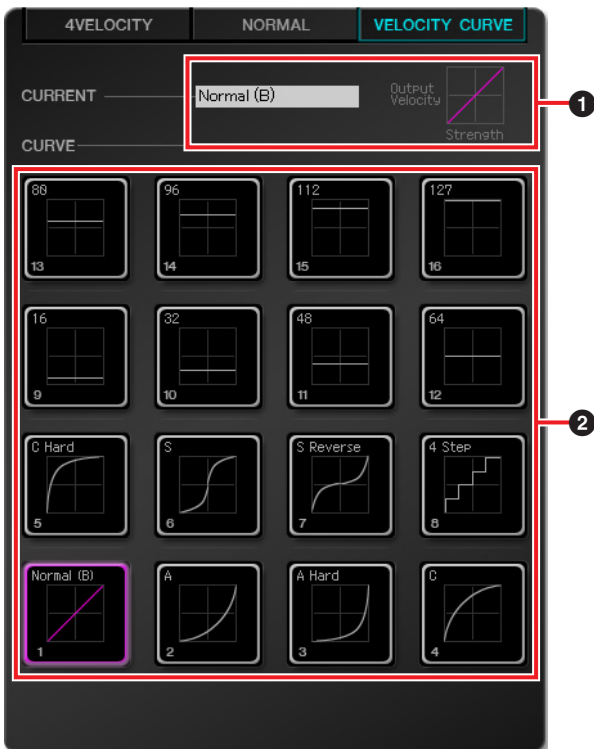 4VELOCITY NORMAL VELOCITY CURVE
CURRENT Normal (B) Output
Velocity
Strength
1
CURVE
80 96 112 127
13 14 15 16
16 32 48 64
9 10 11 12
2
C Hard S S Reverse 4 Step
5 6 7 8
Normal (B) A A Hard C
1 2 3 4